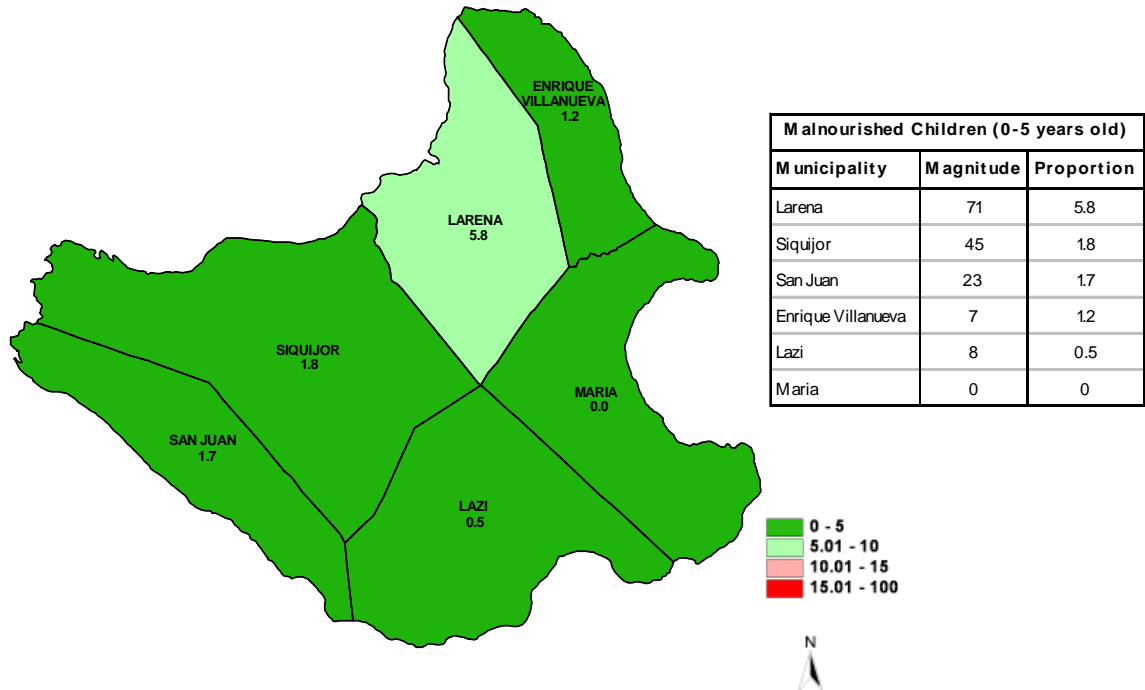 ENRIQUE
VILLANUEVA
1.2
LARENA
5.8
SIQUIJOR
1.8
MARIA
0.0
SAN JUAN
1.7
LAZI
0.5
Malnourished Children (0-5 years old)
Municipality Magnitude Proportion
Larena 71 5.8
Siquijor 45 1.8
San Juan 23 1.7
Enrique Villanueva 7 1.2
Lazi 8 0.5
Maria 0 0
0 - 5
5.01 - 10
10.01 - 15
15.01 - 100
N